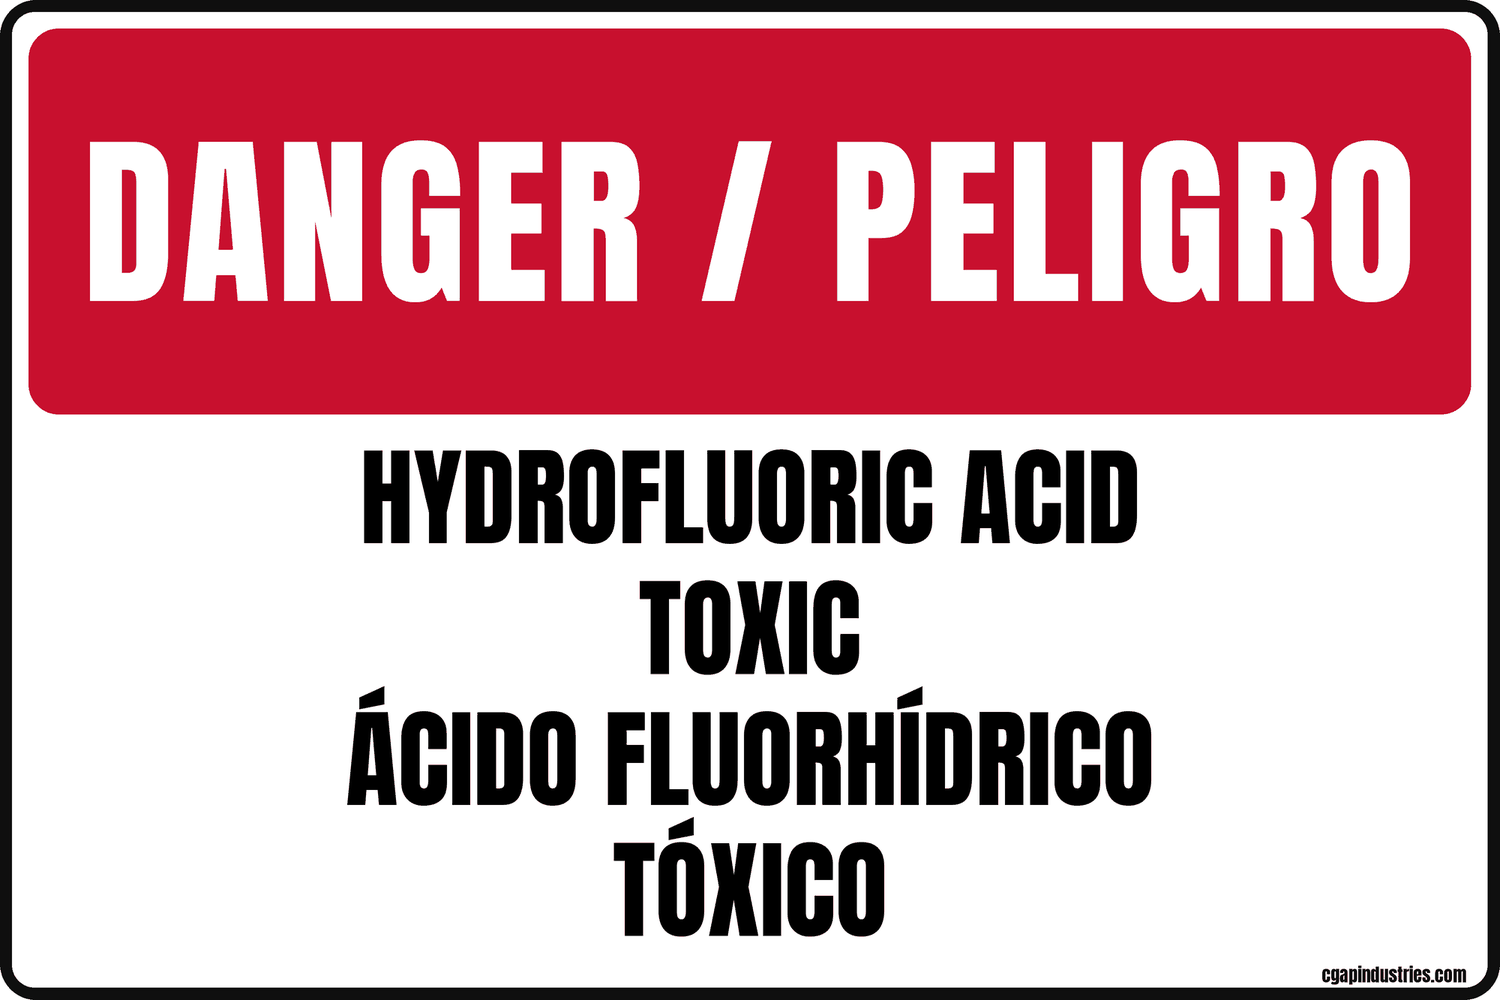 DANGER / PELIGRO
HYDROFLUORIC ACID
TOXIC
ÁCIDO FLUORHÍDRICO
TÓXICO
cgapindustries.com